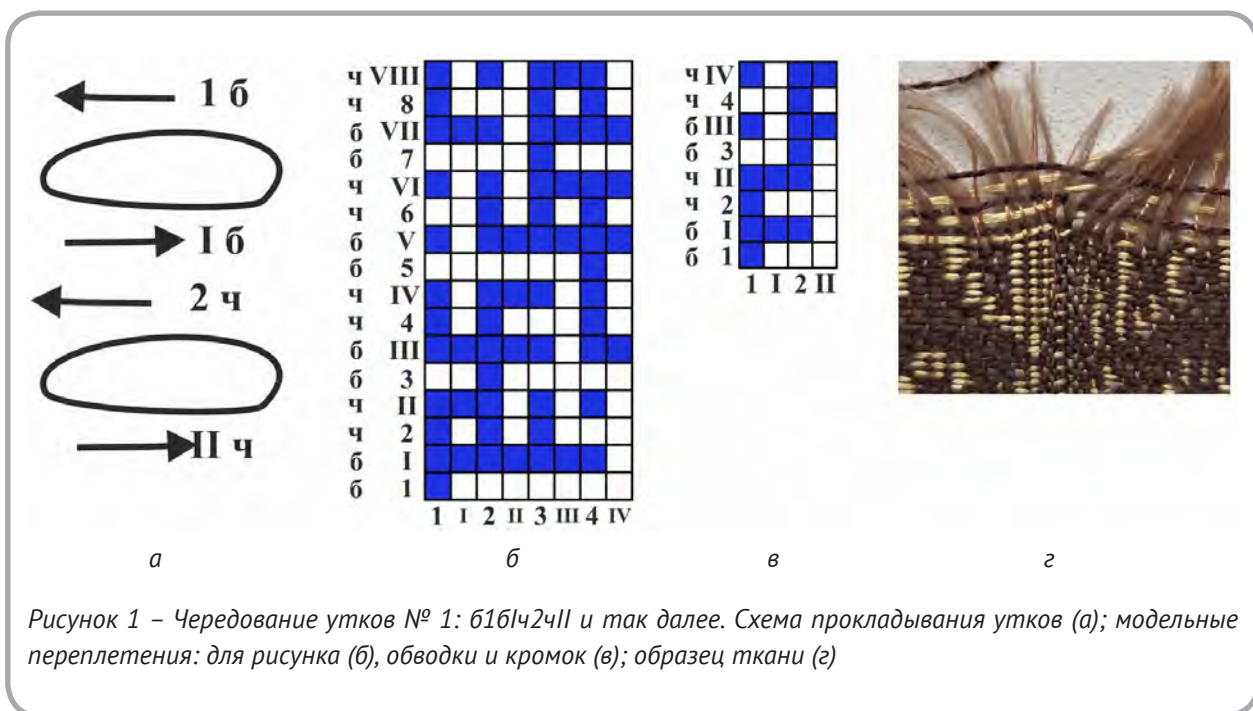 1 б
I б
2 ч
II ч
ч VIII
ч 8
б VII
б 7
ч VI
ч 6
б V
б 5
ч IV
ч 4
б III
б 3
ч II
ч 2
б I
б 1
1 I 2 II 3 III 4 IV
ч IV
ч 4
б III
б 3
ч II
ч 2
б I
б 1
1 I 2 II
а б в г
Рисунок 1 – Чередование утков № 1: б1бIч2чII и так далее. Схема прокладывания утков (а); модельные
переплетения: для рисунка (б), обводки и кромок (в); образец ткани (г)